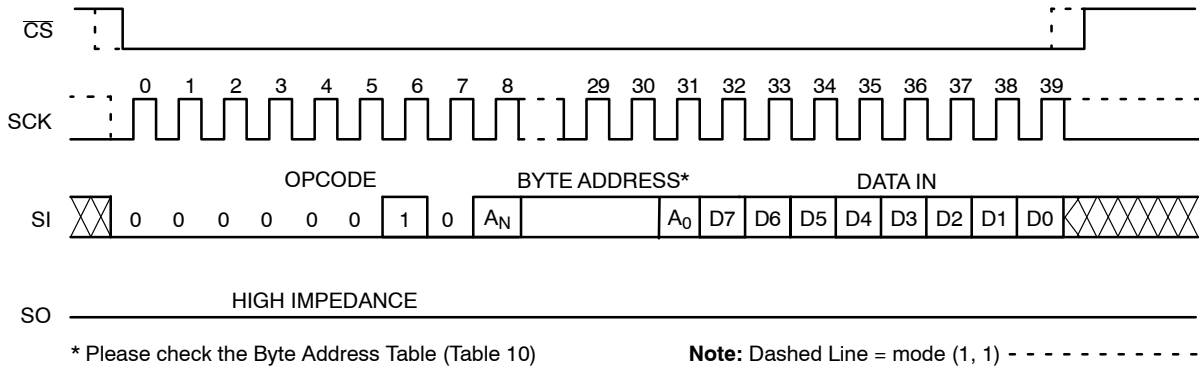 CS
0 1 2 3 4 5 6 7 8 29 30 31 32 33 34 35 36 37 38 39
SCK
OPCODE BYTE ADDRESS* DATA IN
SI 0 0 0 0 0 0 1 0 AN A0 D7 D6 D5 D4 D3 D2 D1 D0
HIGH IMPEDANCE
SO
* Please check the Byte Address Table (Table 10) Note: Dashed Line = mode (1, 1)